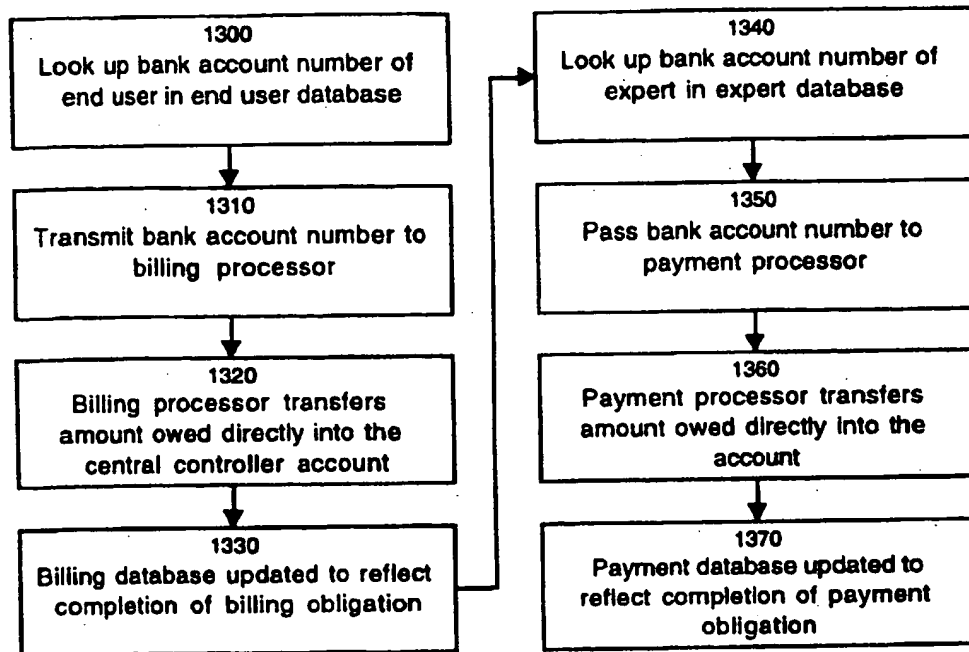 1300
Look up bank account number of
end user in end user database
1310
Transmit bank account number to
billing processor
1320
Billing processor transfers
amount owed directly into the
central controller account
1330
Billing database updated to reflect
completion of billing obligation
1340
Look up bank account number of
expert in expert database
1350
Pass bank account number to
payment processor
1360
Payment processor transfers
amount owed directly into the
account
1370
Payment database updated to
reflect completion of payment
obligation